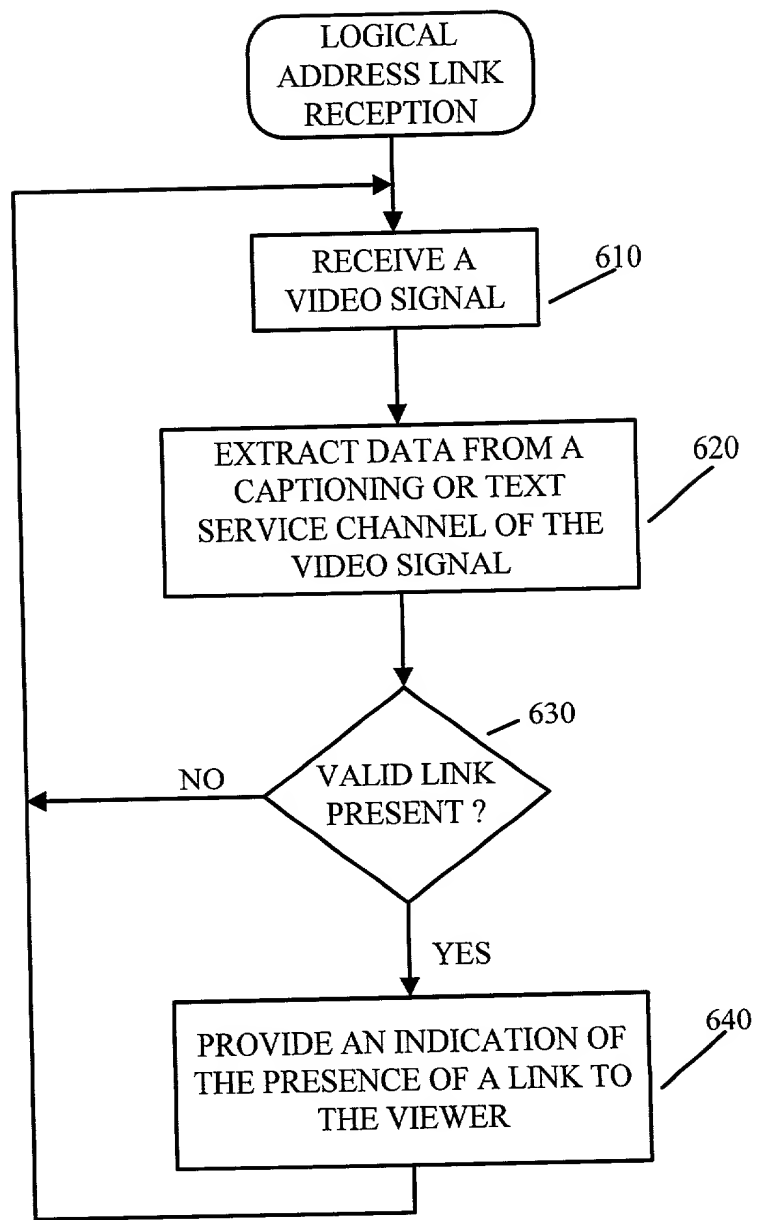 LOGICAL
ADDRESS LINK
RECEPTION
RECEIVE A
VIDEO SIGNAL
610
EXTRACT DATA FROM A
CAPTIONING OR TEXT
SERVICE CHANNEL OF THE
VIDEO SIGNAL
620
VALID LINK
PRESENT ?
630
NO
YES
PROVIDE AN INDICATION OF
THE PRESENCE OF A LINK TO
THE VIEWER
640